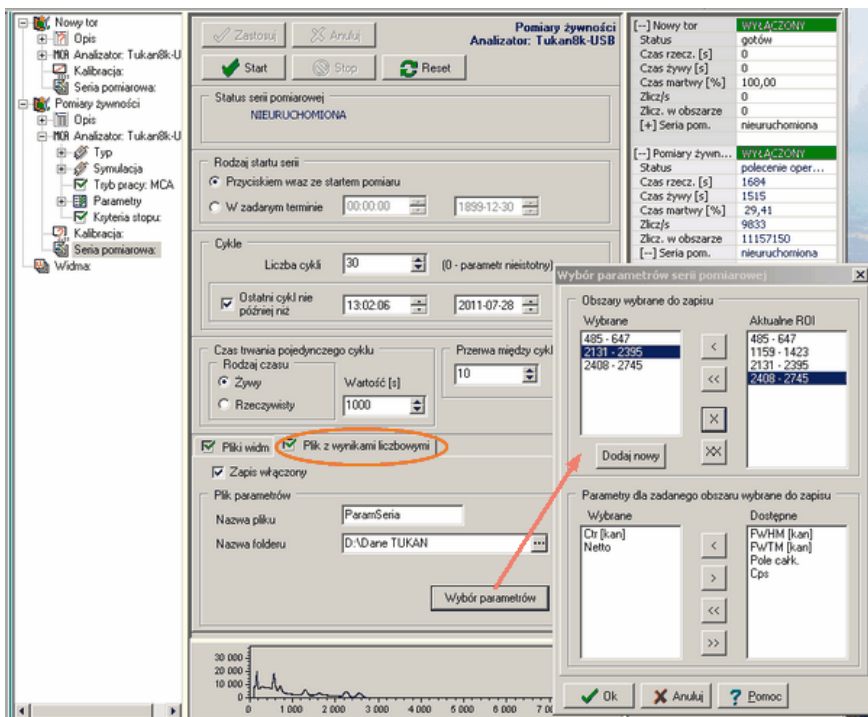 Nowy tor
Opis
MCA Analizator: Tukan8k-U
Kalibracja:
Seria pomiarowa:
Pomiary żywności
Opis
MCA Analizator: Tukan8k-U
Typ
Symulacja
Tryb pracy: MCA
Parametry
Kryteria stopu:
Kalibracja:
Seria pomiarowa:
Widma:
Zastosuj
Anuluj
Pomiary żywności
Analizator: Tukan8k-USB
Start
Stop
Reset
Status serii pomiarowej
NIEURUCHOMIONA
Rodzaj startu serii
Przyciskiem wraz ze startem pomiaru
W zadanym terminie
00:00:00
1899-12-30
Cykle
Liczba cykli
30
(0 - parametr nieistotny)
Ostatni cykl nie
później niż
13:02:06
2011-07-28
Czas trwania pojedynczego cyklu
Rodzaj czasu
Żywy
Rzeczywisty
Wartość [s]
1000
Przerwa między cykl
10
Pliki widm
Plik z wynikami liczbowymi
Zapis włączony
Plik parametrów
Nazwa pliku
ParamSeria
Nazwa folderu
D:\Dane TUKAN
...
Wybór parametrów
30 000
20 000
10 000
0
0 1 000 2 000 3 000 4 000 5 000 6 000 7 0
[--] Nowy tor WYŁĄCZONY
Status gotów
Czas rzecz. [s] 0
Czas żywy [s] 0
Czas martwy [%] 100,00
Zlicz/s 0
Zlicz. w obszarze 0
[+] Seria pom. nieuruchomiona
[--] Pomiary żywn... WYŁĄCZONY
Status polecenie oper...
Czas rzecz. [s] 1684
Czas żywy [s] 1515
Czas martwy [%] 29,41
Zlicz/s 9833
Zlicz. w obszarze 11157150
[--] Seria pom. nieuruchomiona
Wybór parametrów serii pomiarowej
Obszary wybrane do zapisu
Wybrane
485 - 647
2131 - 2395
2408 - 2745
<
<<
X
XX
Aktualne ROI
485 - 647
1159 - 1423
2131 - 2395
2408 - 2745
Dodaj nowy
Parametry dla zadanego obszaru wybrane do zapisu
Wybrane
Ctr [kan]
Netto
<
>
<<
>>
Dostępne
FWHM [kan]
FWTM [kan]
Pole całk.
Cps
Ok
Anuluj
? Pomoc